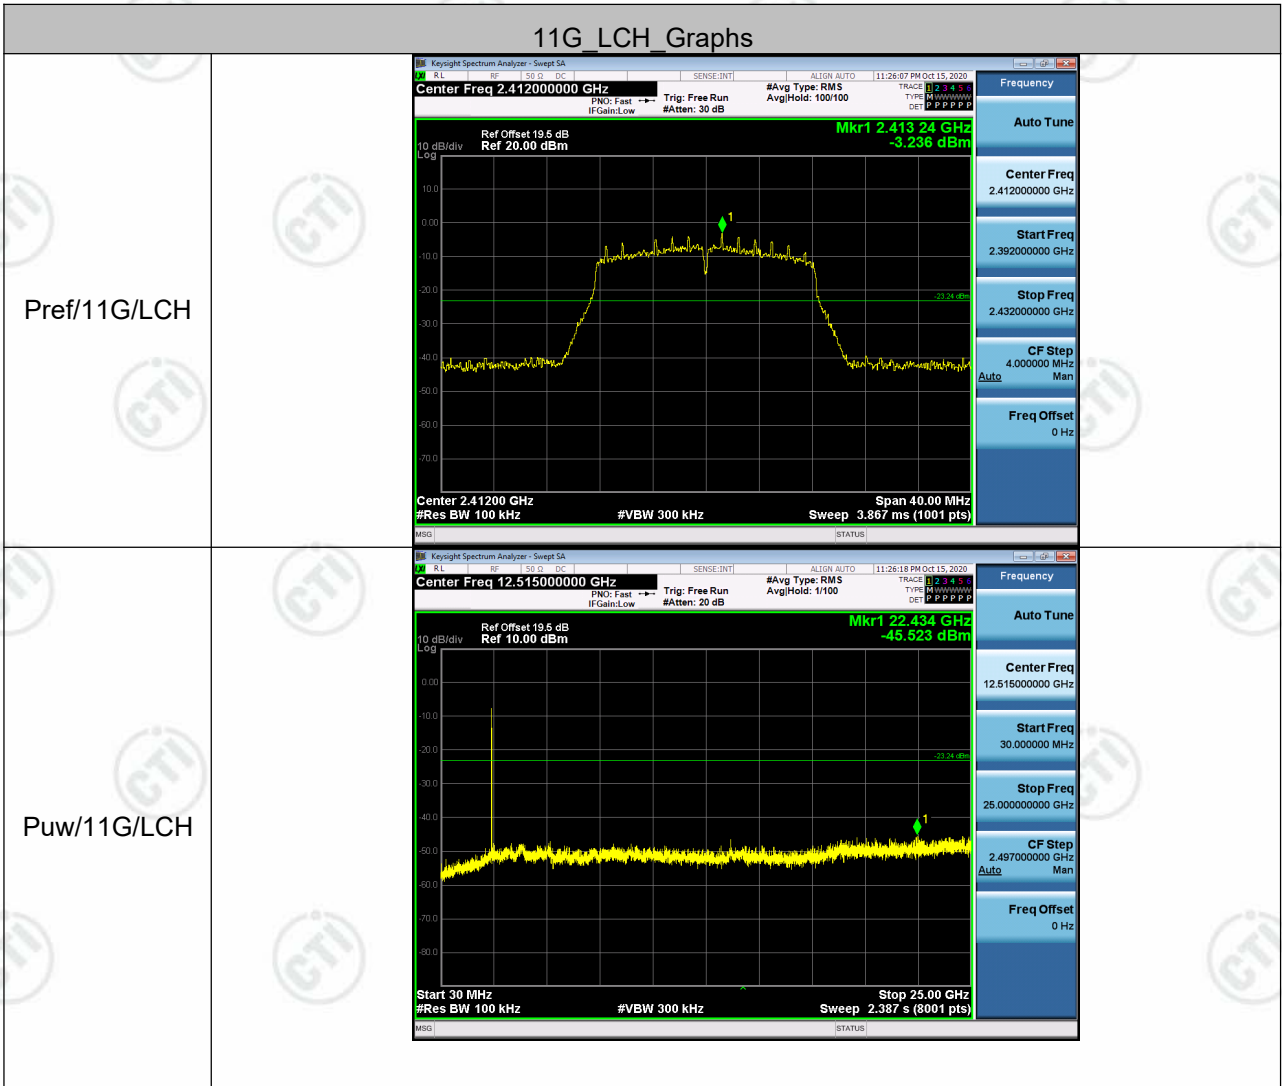 11G_LCH_Graphs
Pref/11G/LCH
Keysight Spectrum Analyzer - Swept SA
LXI RL RF 50 Ω DC SENSE:INT ALIGN AUTO 11:26:07 PM Oct 15, 2020
Center Freq 2.412000000 GHz
PNO: Fast
IFGain:Low
Trig: Free Run
#Atten: 30 dB
#Avg Type: RMS
Avg|Hold: 100/100
TRACE 1 2 3 4 5 6
TYPE M WWWWW
DET P P P P P P
Mkr1 2.413 24 GHz
-3.236 dBm
Ref Offset 19.5 dB
10 dB/div Ref 20.00 dBm
Log
10.0
0.00
-10.0
-20.0
-30.0
-40.0
-50.0
-60.0
-70.0
1
-23.24 dBm
Center 2.41200 GHz Span 40.00 MHz
#Res BW 100 kHz #VBW 300 kHz Sweep 3.867 ms (1001 pts)
MSG STATUS
Frequency
Auto Tune
Center Freq
2.412000000 GHz
Start Freq
2.392000000 GHz
Stop Freq
2.432000000 GHz
CF Step
4.000000 MHz
Auto Man
Freq Offset
0 Hz
Puw/11G/LCH
Keysight Spectrum Analyzer - Swept SA
LXI RL RF 50 Ω DC SENSE:INT ALIGN AUTO 11:26:18 PM Oct 15, 2020
Center Freq 12.515000000 GHz
PNO: Fast
IFGain:Low
Trig: Free Run
#Atten: 20 dB
#Avg Type: RMS
Avg|Hold: 1/100
TRACE 1 2 3 4 5 6
TYPE M WWWWW
DET P P P P P P
Mkr1 22.434 GHz
-45.523 dBm
Ref Offset 19.5 dB
10 dB/div Ref 10.00 dBm
Log
0.00
-10.0
-20.0
-30.0
-40.0
-50.0
-60.0
-70.0
-80.0
-23.24 dBm
1
Start 30 MHz Stop 25.00 GHz
#Res BW 100 kHz #VBW 300 kHz Sweep 2.387 s (8001 pts)
MSG STATUS
Frequency
Auto Tune
Center Freq
12.515000000 GHz
Start Freq
30.000000 MHz
Stop Freq
25.000000000 GHz
CF Step
2.497000000 GHz
Auto Man
Freq Offset
0 Hz
CTI